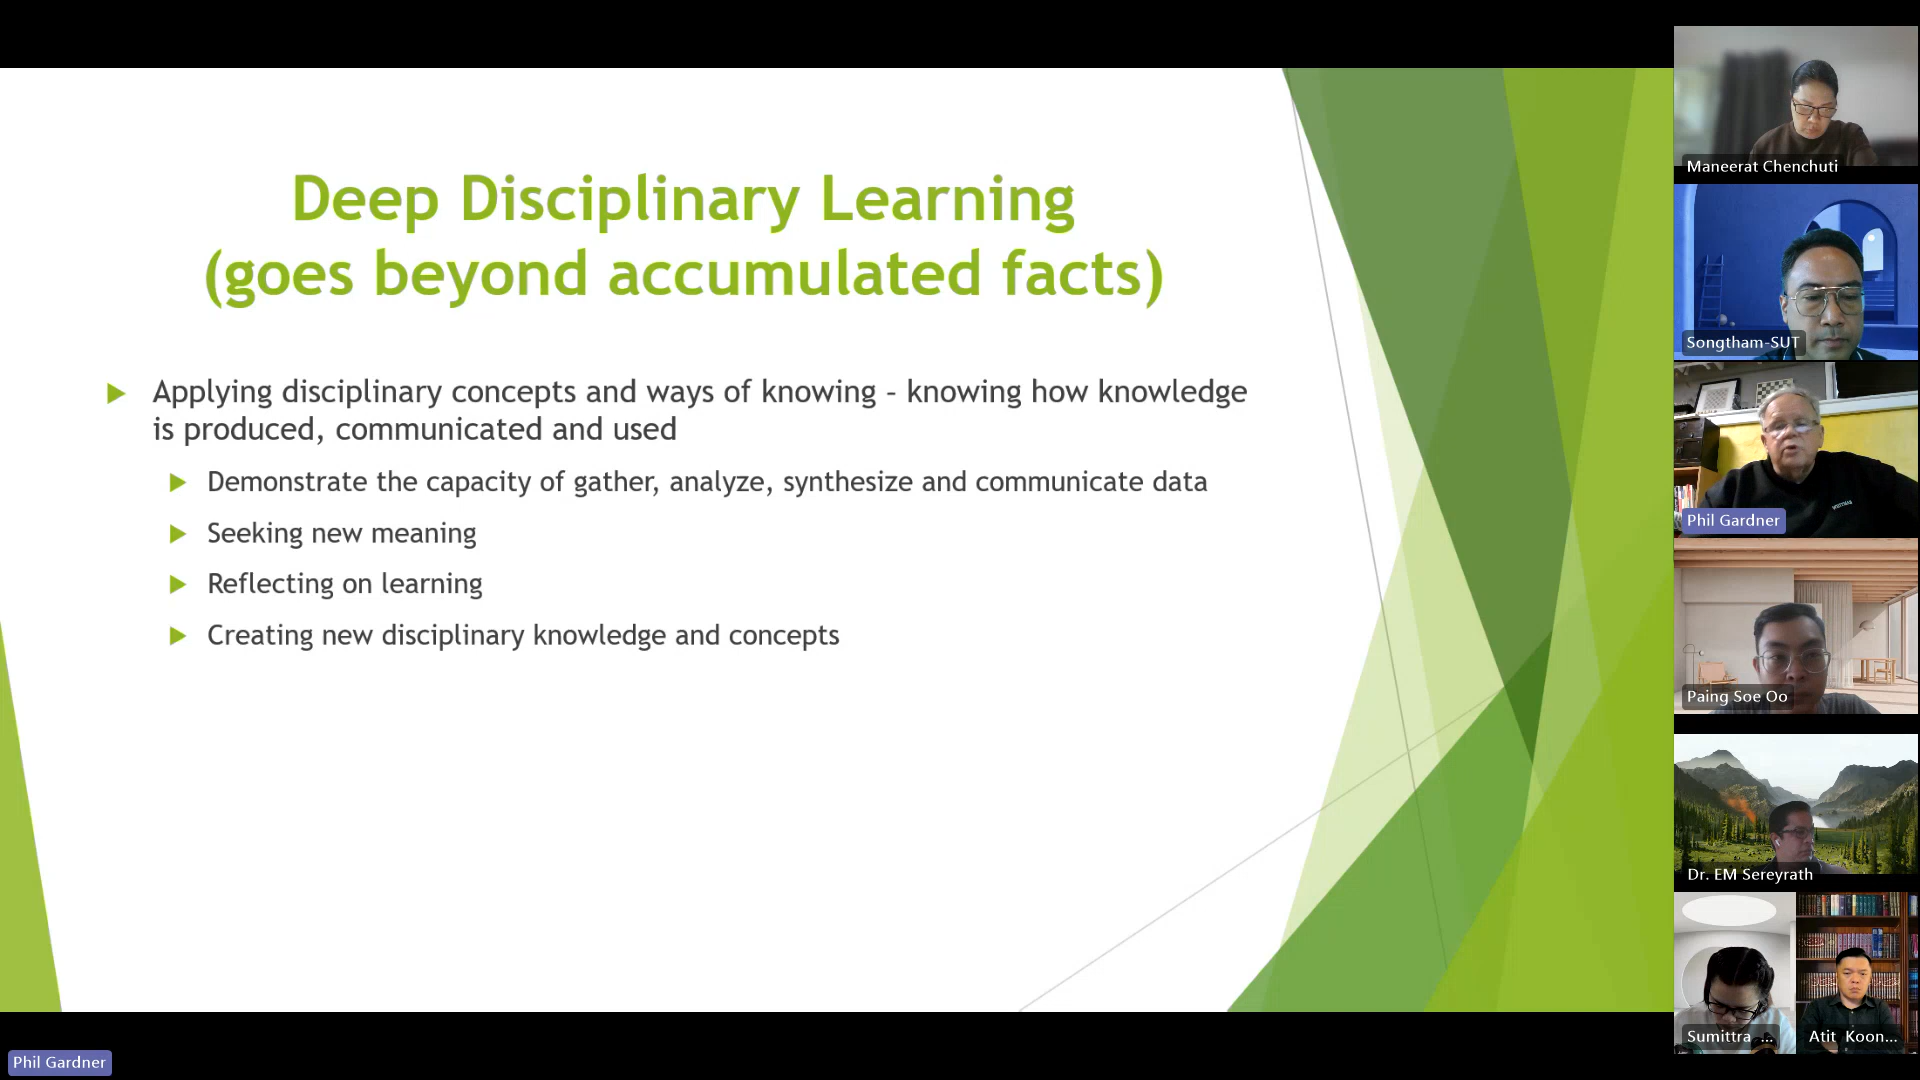 Deep Disciplinary Learning
(goes beyond accumulated facts)
Applying disciplinary concepts and ways of knowing – knowing how knowledge
is produced, communicated and used
Demonstrate the capacity of gather, analyze, synthesize and communicate data
Seeking new meaning
Reflecting on learning
Creating new disciplinary knowledge and concepts
Maneerat Chenchuti
Songtham-SUT
Phil Gardner
Paing Soe Oo
Dr. EM Sereyrath
Sumittra ...
Atit Koon...
Phil Gardner